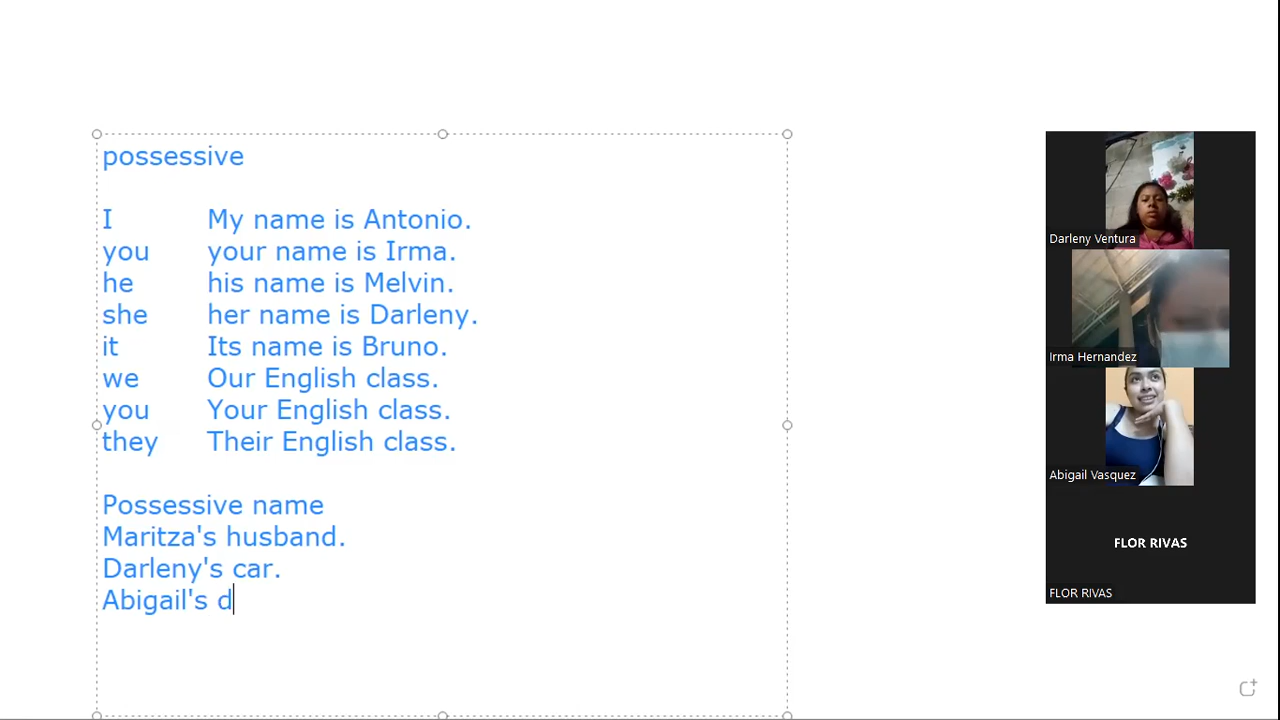 possessive
I My name is Antonio.
you your name is Irma.
he his name is Melvin.
she her name is Darleny.
it Its name is Bruno.
we Our English class.
you Your English class.
they Their English class.
Possessive name
Maritza's husband.
Darleny's car.
Abigail's d
Darleny Ventura
Irma Hernandez
Abigail Vasquez
FLOR RIVAS
FLOR RIVAS